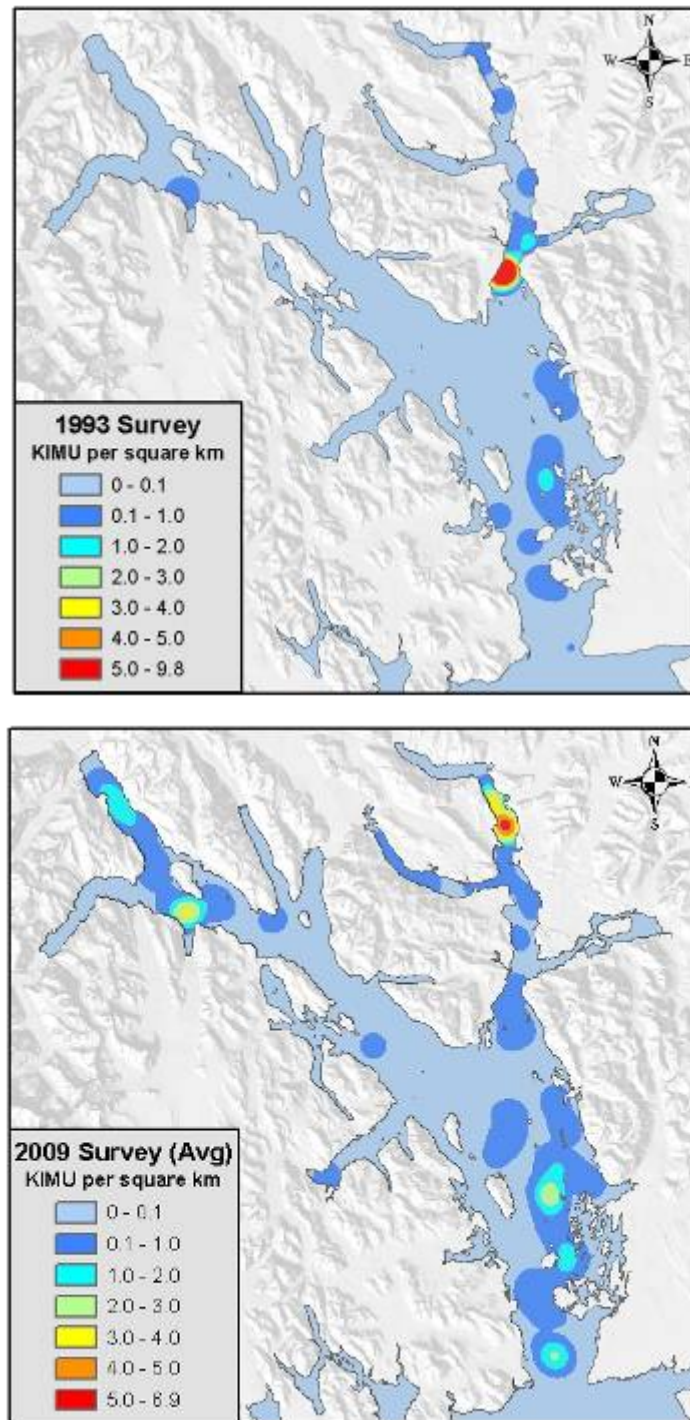 N
W E
S
1993 Survey
KIMU per square km
0 - 0.1
0.1 - 1.0
1.0 - 2.0
2.0 - 3.0
3.0 - 4.0
4.0 - 5.0
5.0 - 9.8
N
W
S
2009 Survey (Avg)
KIMU per square km
0 - 0.1
0.1 - 1.0
1.0 - 2.0
2.0 - 3.0
3.0 - 4.0
4.0 - 5.0
5.0 - 6.9